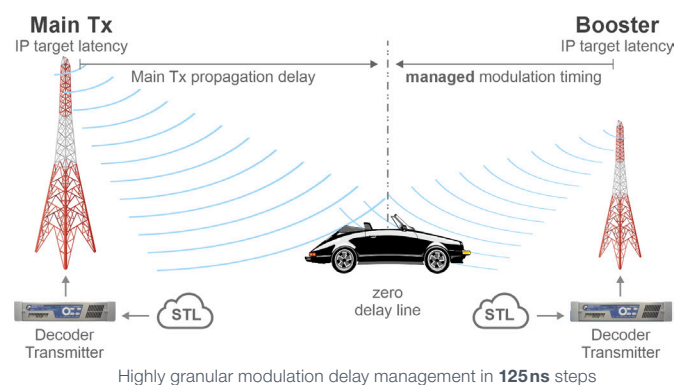 Main Tx
IP target latency
Booster
IP target latency
Main Tx propagation delay
managed modulation timing
zero
delay line
STL
Decoder
Transmitter
STL
Decoder
Transmitter
Highly granular modulation delay management in 125ns steps